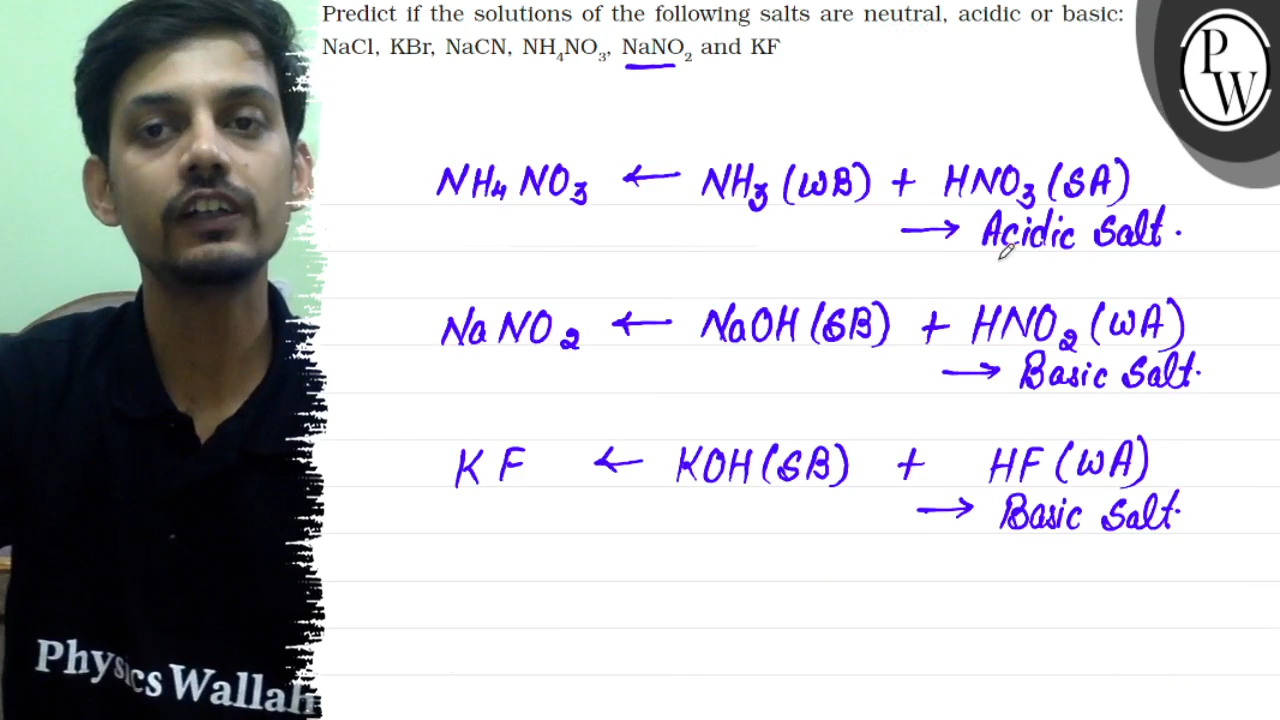 Predict if the solutions of the following salts are neutral, acidic or basic:
NaCl, KBr, NaCN, NH₄NO₃, NaNO₂ and KF
PW
NH₄ NO₃ ← NH₃ (WB) + HNO₃ (SA)
→ Acidic Salt.
NaNO₂ ← NaOH (SB) + HNO₂ (WA)
→ Basic Salt.
KF ← KOH (SB) + HF (WA)
→ Basic Salt.
Physics Wallah